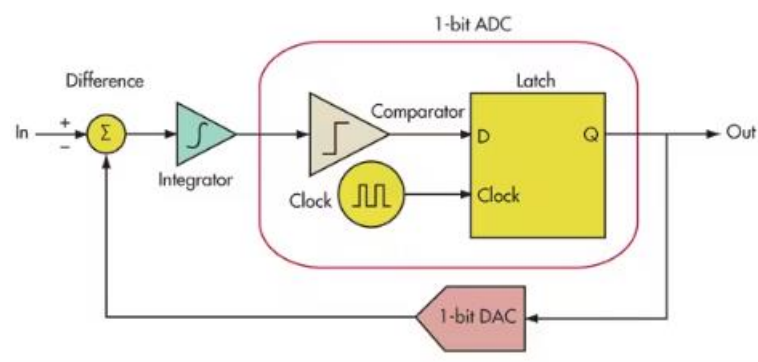 1-bit ADC
Difference
Latch
Comparator
In
+
−
Σ
∫
D
Q
Out
Integrator
Clock
Clock
1-bit DAC